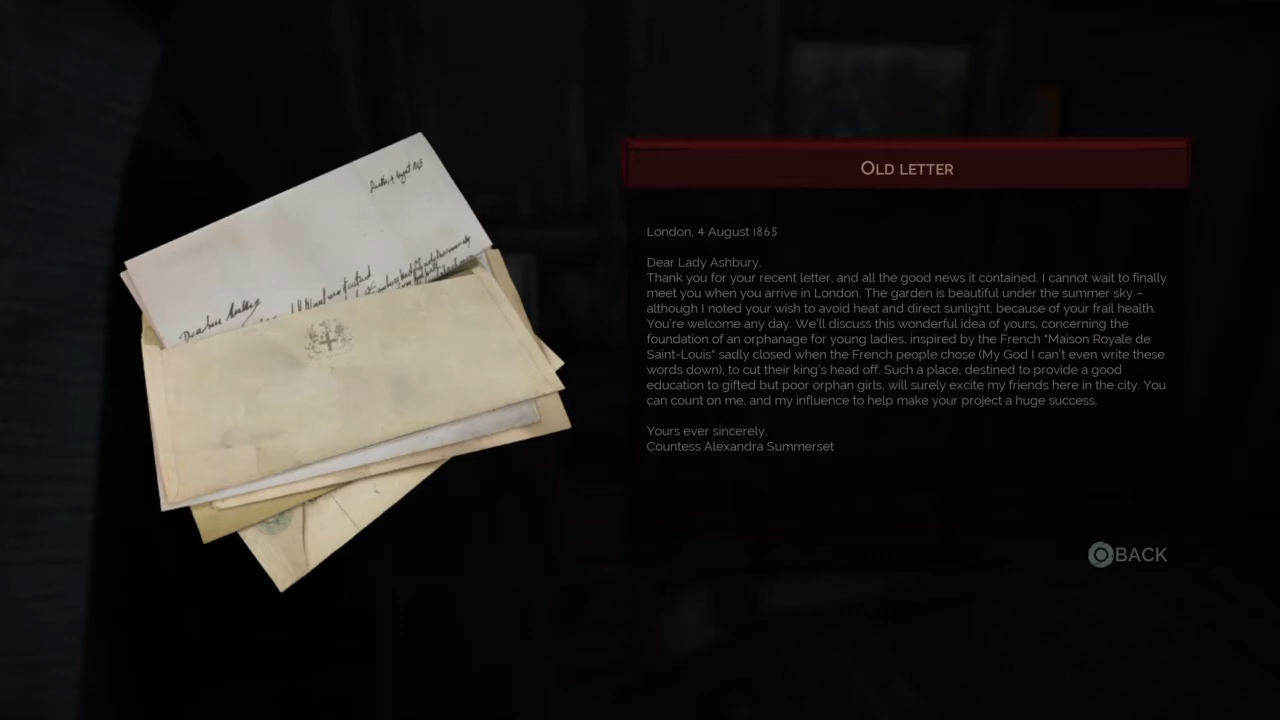 OLD LETTER
London, 4 August 1865
Dear Lady Ashbury,
Thank you for your recent letter, and all the good news it contained. I cannot wait to finally
meet you when you arrive in London. The garden is beautiful under the summer sky –
although I noted your wish to avoid heat and direct sunlight, because of your frail health.
You're welcome any day. We'll discuss this wonderful idea of yours, concerning the
foundation of an orphanage for young ladies, inspired by the French "Maison Royale de
Saint-Louis" sadly closed when the French people chose (My God I can't even write these
words down), to cut their king's head off. Such a place, destined to provide a good
education to gifted but poor orphan girls, will surely excite my friends here in the city. You
can count on me, and my influence to help make your project a huge success.
Yours ever sincerely,
Countess Alexandra Summerset
BACK